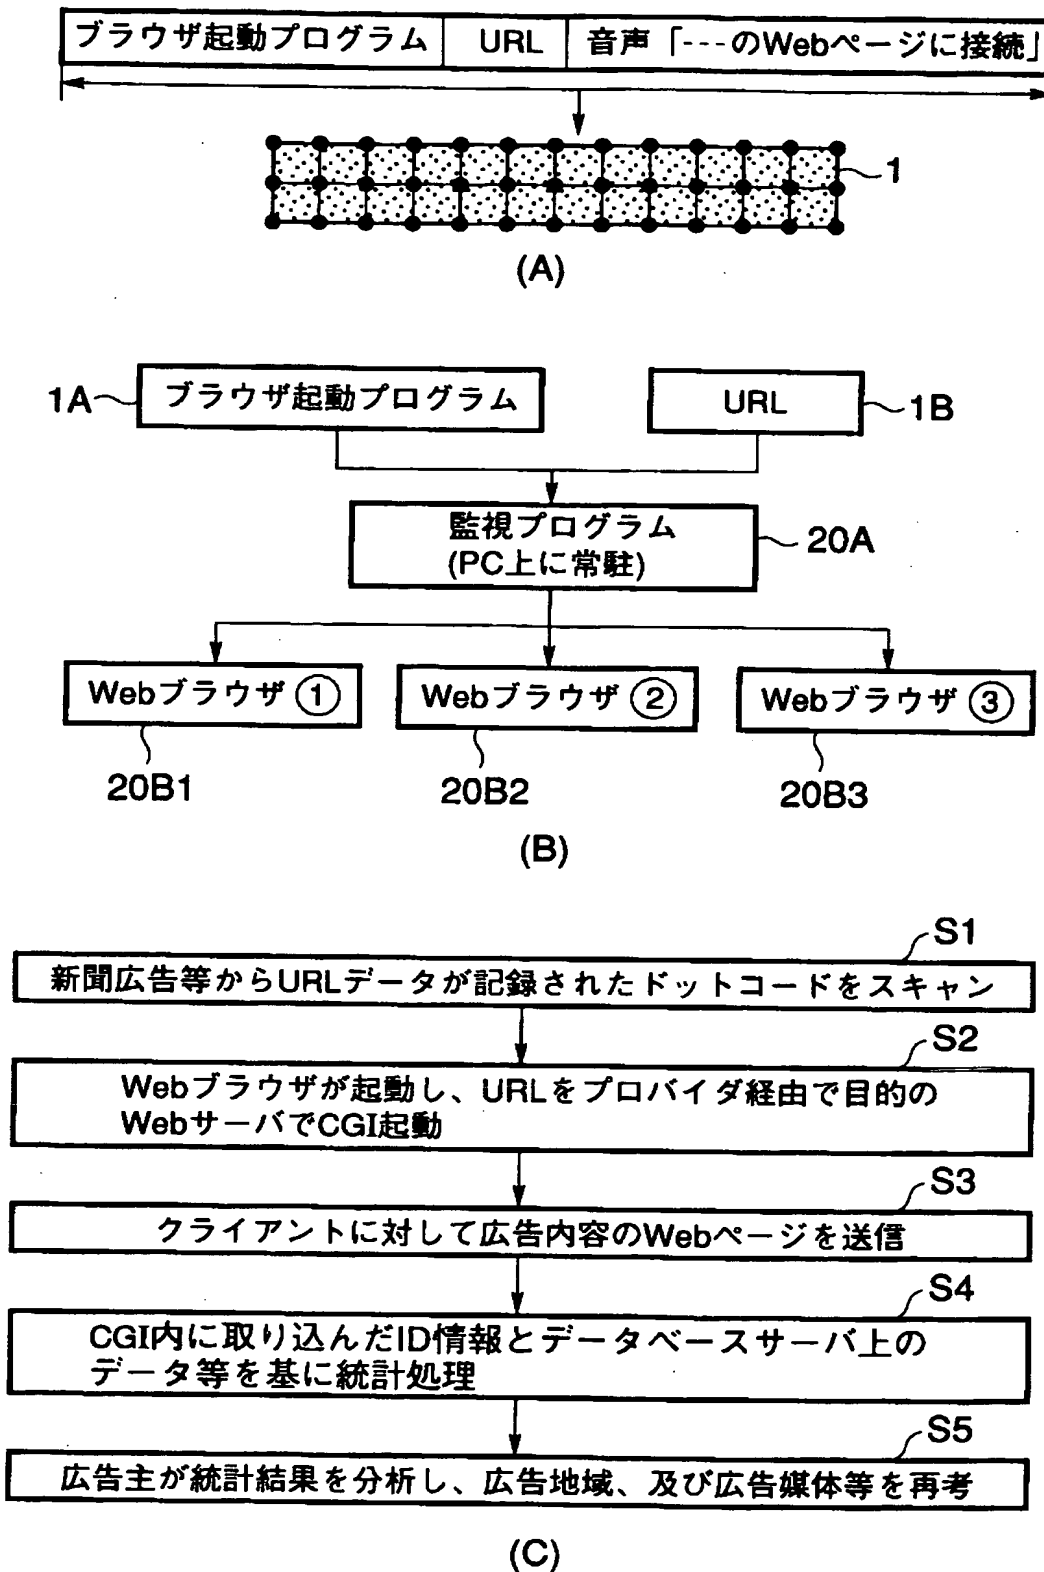 ブラウザ起動プログラム URL 音声「---のWebページに接続」
1
(A)
1A ブラウザ起動プログラム URL 1B
監視プログラム
(PC上に常駐) 20A
Webブラウザ ① Webブラウザ ② Webブラウザ ③
20B1 20B2 20B3
(B)
S1
新聞広告等からURLデータが記録されたドットコードをスキャン
S2
Webブラウザが起動し、URLをプロバイダ経由で目的の
WebサーバでCGI起動
S3
クライアントに対して広告内容のWebページを送信
S4
CGI内に取り込んだID情報とデータベースサーバ上の
データ等を基に統計処理
S5
広告主が統計結果を分析し、広告地域、及び広告媒体等を再考
(C)